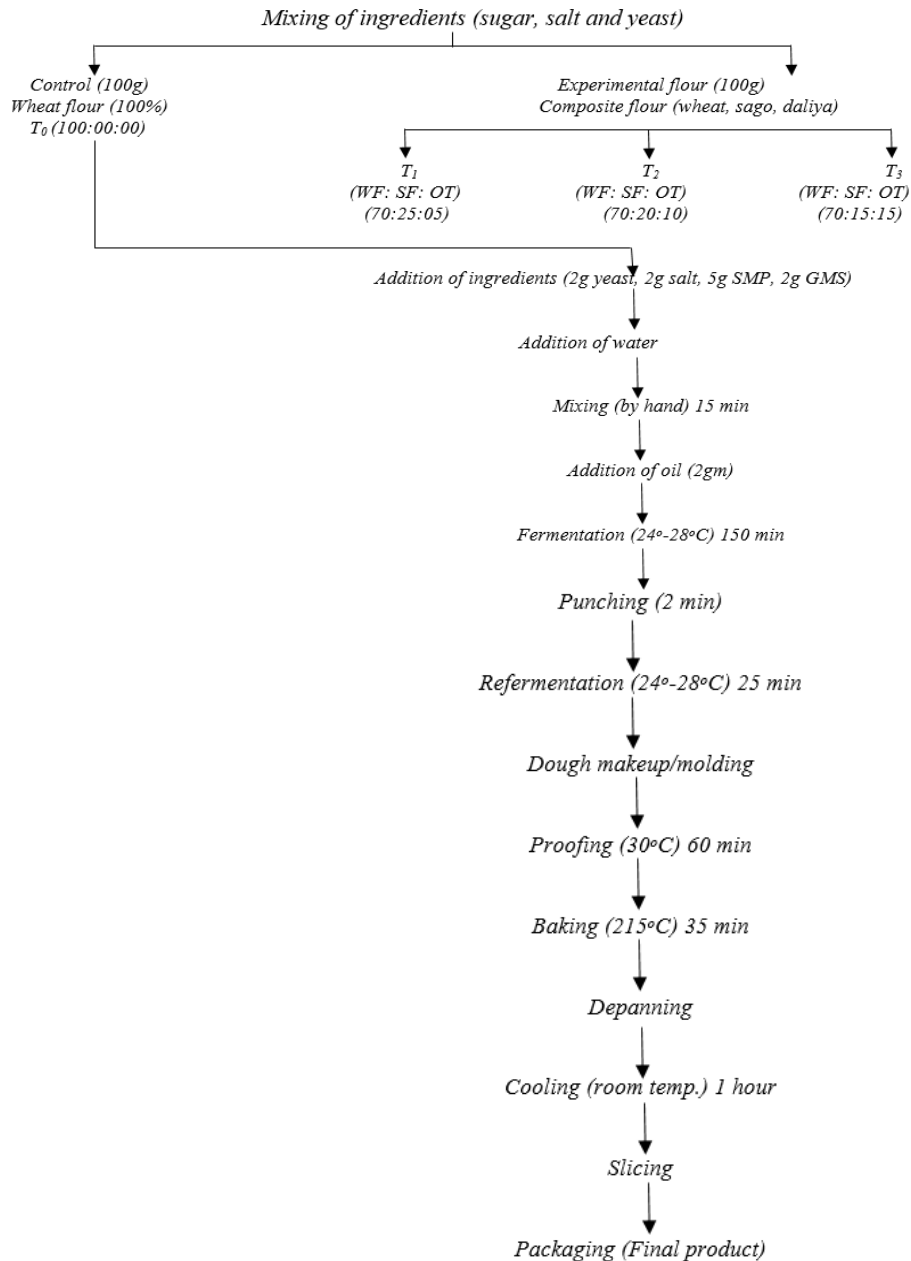 Mixing of ingredients (sugar, salt and yeast)
Control (100g)
Wheat flour (100%)
T₀ (100:00:00)
Experimental flour (100g)
Composite flour (wheat, sago, daliya)
T₁
(WF: SF: OT)
(70:25:05)
T₂
(WF: SF: OT)
(70:20:10)
T₃
(WF: SF: OT)
(70:15:15)
Addition of ingredients (2g yeast, 2g salt, 5g SMP, 2g GMS)
Addition of water
Mixing (by hand) 15 min
Addition of oil (2gm)
Fermentation (24º-28ºC) 150 min
Punching (2 min)
Refermentation (24º-28ºC) 25 min
Dough makeup/molding
Proofing (30ºC) 60 min
Baking (215ºC) 35 min
Depanning
Cooling (room temp.) 1 hour
Slicing
Packaging (Final product)